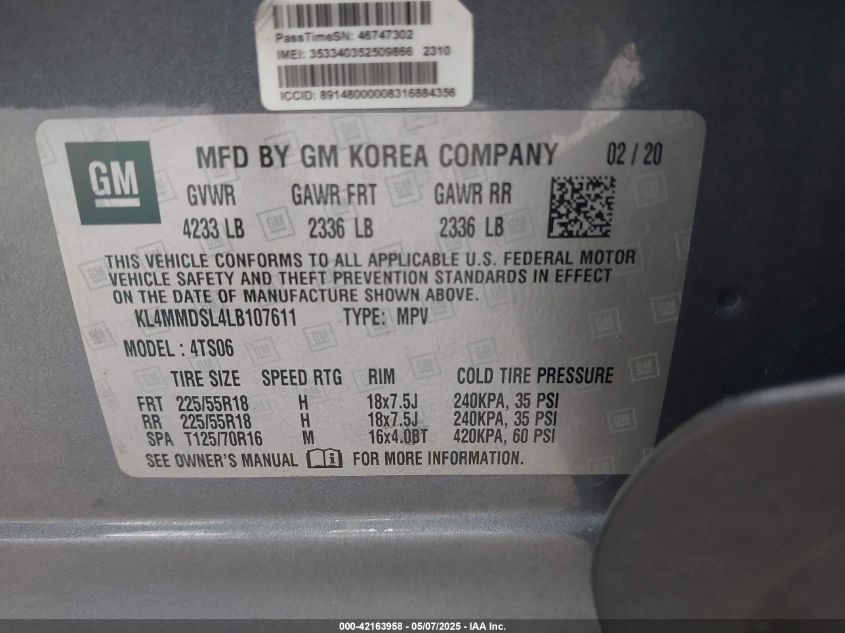 PassTimeSN: 46747302
IMEI: 353340352509866 2310
ICCID: 89148000008316884356
GM MFD BY GM KOREA COMPANY 02 / 20
GVWR GAWR FRT GAWR RR
4233 LB 2336 LB 2336 LB
THIS VEHICLE CONFORMS TO ALL APPLICABLE U.S. FEDERAL MOTOR
VEHICLE SAFETY AND THEFT PREVENTION STANDARDS IN EFFECT
ON THE DATE OF MANUFACTURE SHOWN ABOVE.
KL4MMDSL4LB107611 TYPE: MPV
MODEL : 4TS06
TIRE SIZE SPEED RTG RIM COLD TIRE PRESSURE
FRT 225/55R18 H 18x7.5J 240KPA, 35 PSI
RR 225/55R18 H 18x7.5J 240KPA, 35 PSI
SPA T125/70R16 M 16x4.0BT 420KPA, 60 PSI
SEE OWNER'S MANUAL FOR MORE INFORMATION.
000-42163958 - 05/07/2025 - IAA Inc.